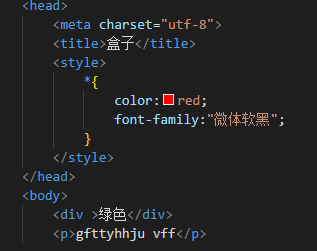 <head>
<meta charset="utf-8">
<title>盒子</title>
<style>
*{
color:red;
font-family:"微体软黑";
}
</style>
</head>
<body>
<div >绿色</div>
<p>gfttyhhju vff</p>